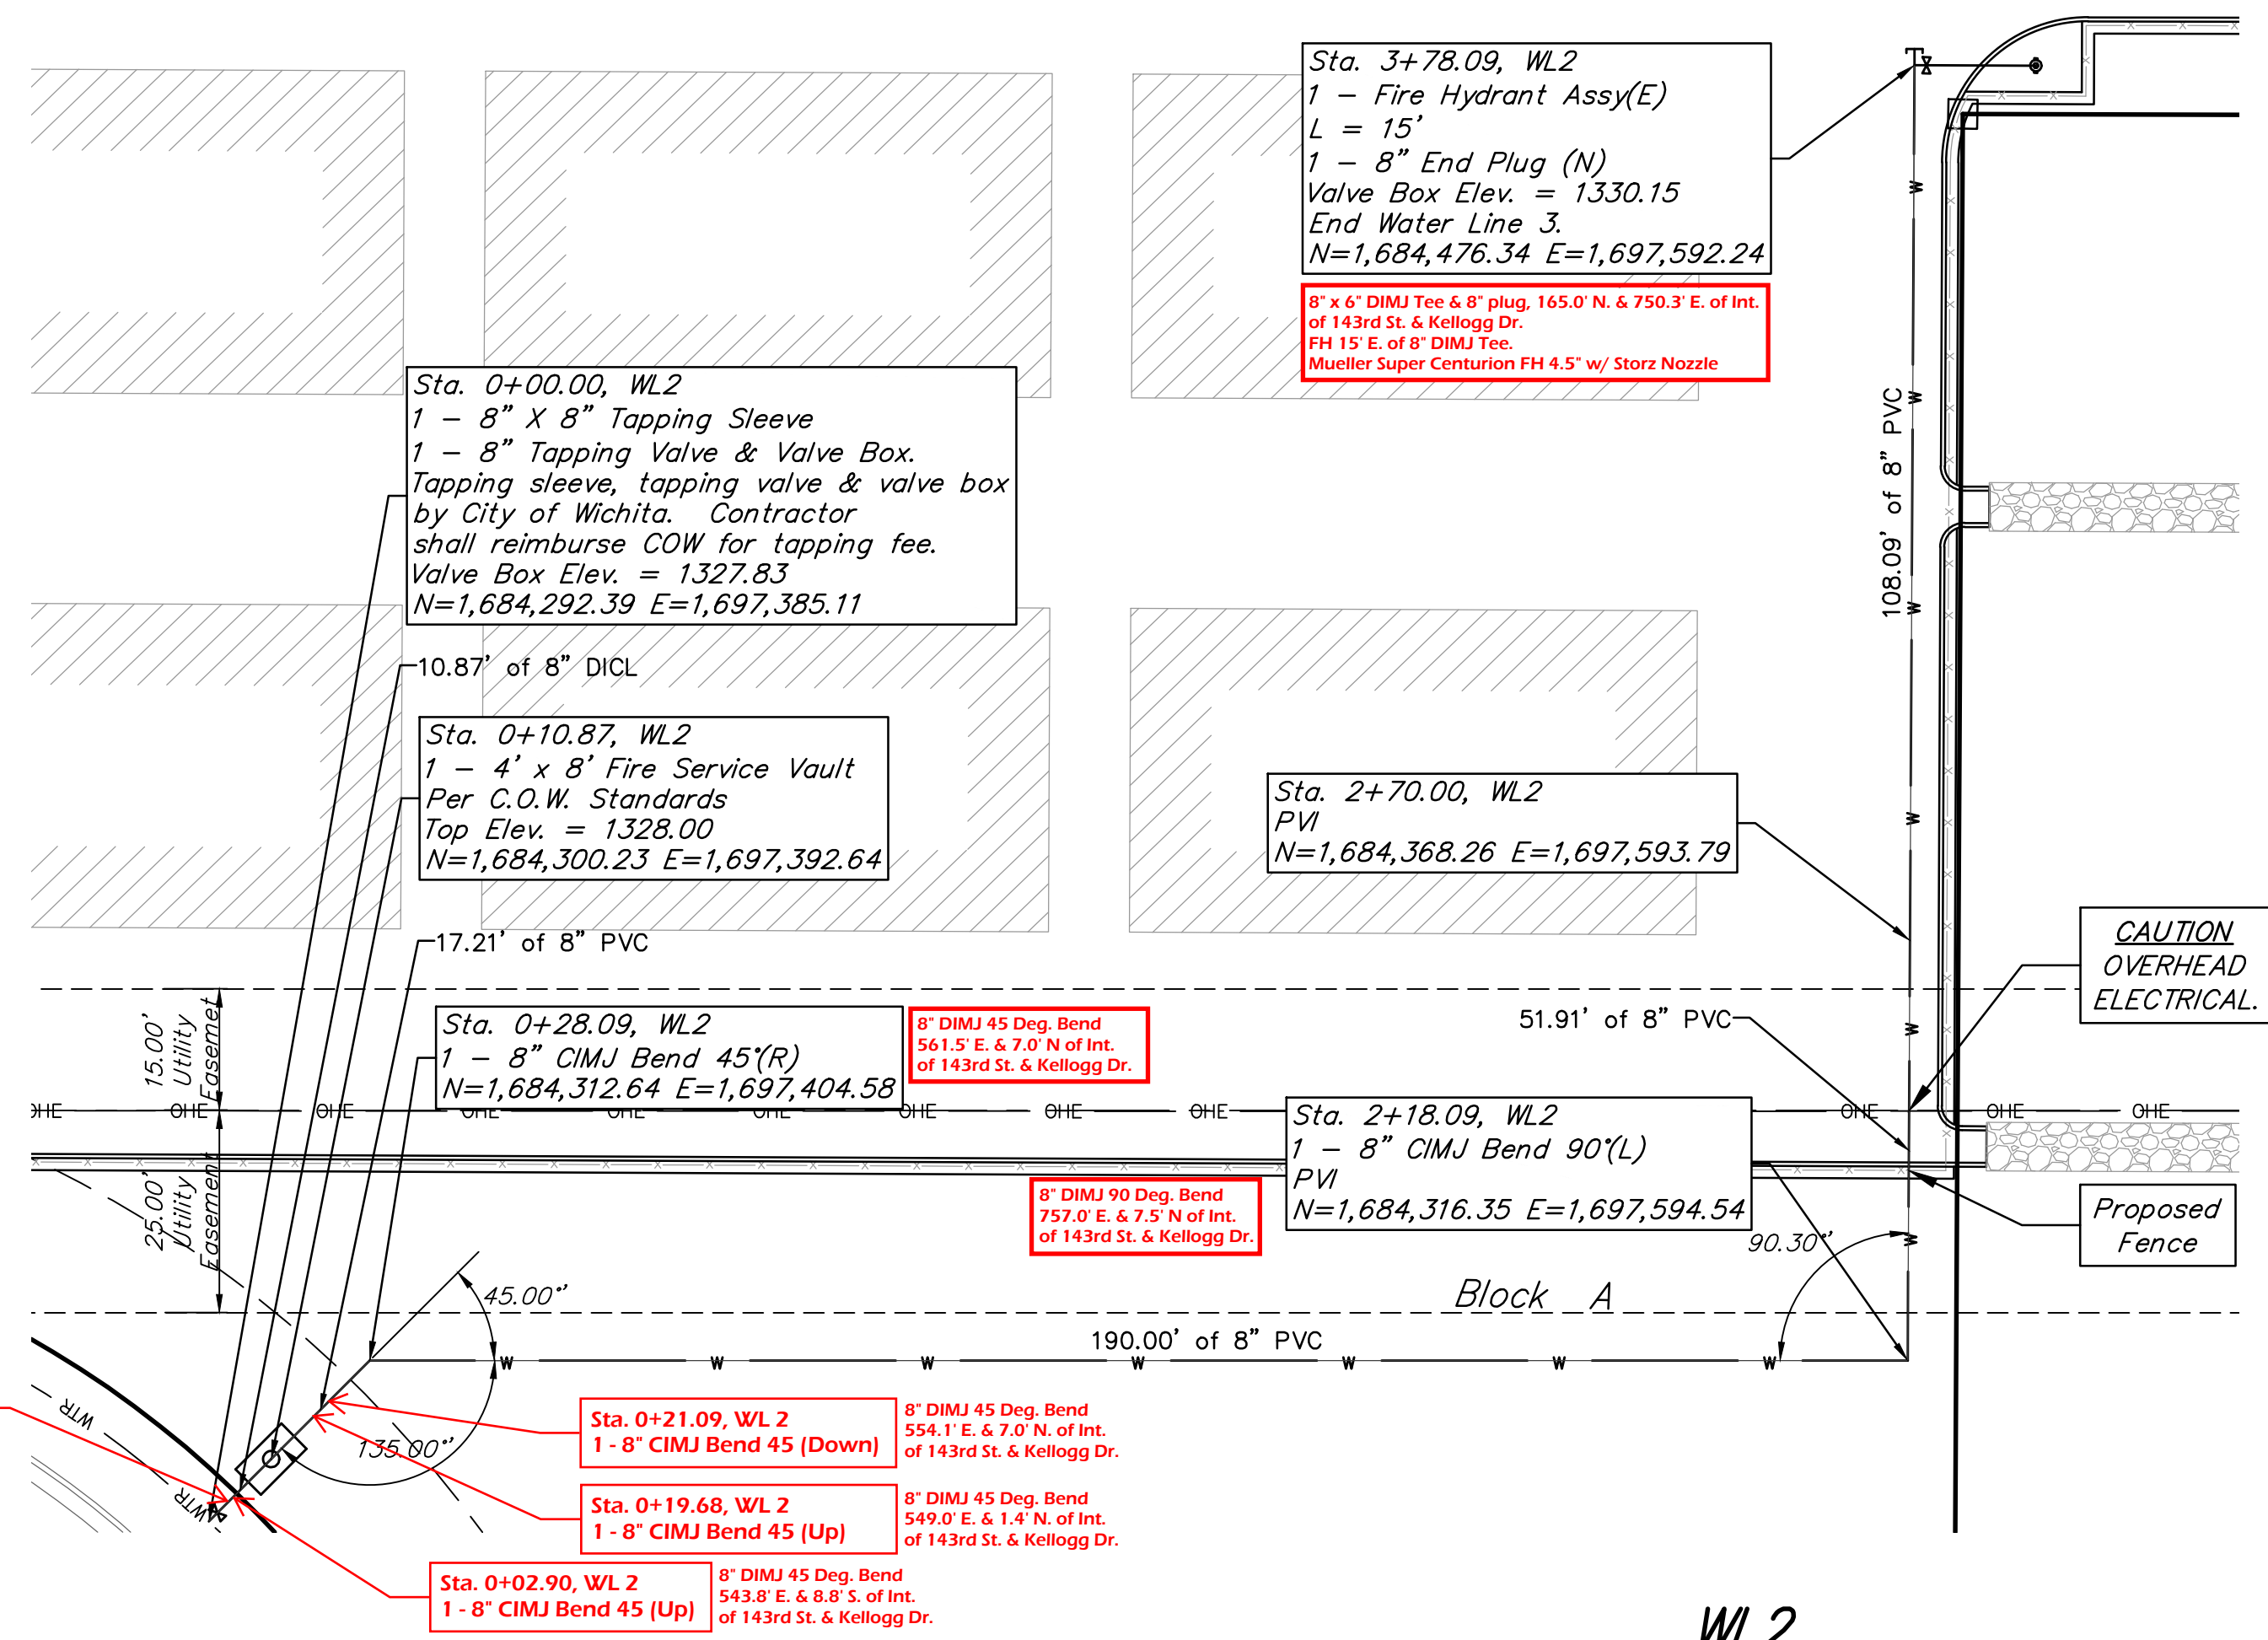 Sta. 3+78.09, WL2
1 - Fire Hydrant Assy(E)
L = 15'
1 - 8" End Plug (N)
Valve Box Elev. = 1330.15
End Water Line 3.
N=1,684,476.34 E=1,697,592.24
8" x 6" DIMJ Tee & 8" plug, 165.0' N. & 750.3' E. of Int.
of 143rd St. & Kellogg Dr.
FH 15' E. of 8" DIMJ Tee.
Mueller Super Centurion FH 4.5" w/ Storz Nozzle
Sta. 0+00.00, WL2
1 - 8" X 8" Tapping Sleeve
1 - 8" Tapping Valve & Valve Box.
Tapping sleeve, tapping valve & valve box
by City of Wichita. Contractor
shall reimburse COW for tapping fee.
Valve Box Elev. = 1327.83
N=1,684,292.39 E=1,697,385.11
108.09' of 8" PVC
W
W
W
W
W
W
10.87' of 8" DICL
Sta. 0+10.87, WL2
1 - 4' x 8' Fire Service Vault
Per C.O.W. Standards
Top Elev. = 1328.00
N=1,684,300.23 E=1,697,392.64
Sta. 2+70.00, WL2
PVI
N=1,684,368.26 E=1,697,593.79
CAUTION
OVERHEAD
ELECTRICAL.
17.21' of 8" PVC
15.00'
Utility
Easemet
Sta. 0+28.09, WL2
1 - 8" CIMJ Bend 45°(R)
N=1,684,312.64 E=1,697,404.58
8" DIMJ 45 Deg. Bend
561.5' E. & 7.0' N of Int.
of 143rd St. & Kellogg Dr.
51.91' of 8" PVC
OHE OHE OHE OHE OHE OHE OHE OHE OHE OHE OHE OHE
25.00'
Utility
Easement
Sta. 2+18.09, WL2
1 - 8" CIMJ Bend 90°(L)
PVI
N=1,684,316.35 E=1,697,594.54
8" DIMJ 90 Deg. Bend
757.0' E. & 7.5' N of Int.
of 143rd St. & Kellogg Dr.
Proposed
Fence
90.30°'
45.00°'
Block A
190.00' of 8" PVC
W W W W W W W
135.00°'
WTR
WTR
Sta. 0+21.09, WL 2
1 - 8" CIMJ Bend 45 (Down)
8" DIMJ 45 Deg. Bend
554.1' E. & 7.0' N. of Int.
of 143rd St. & Kellogg Dr.
Sta. 0+19.68, WL 2
1 - 8" CIMJ Bend 45 (Up)
8" DIMJ 45 Deg. Bend
549.0' E. & 1.4' N. of Int.
of 143rd St. & Kellogg Dr.
Sta. 0+02.90, WL 2
1 - 8" CIMJ Bend 45 (Up)
8" DIMJ 45 Deg. Bend
543.8' E. & 8.8' S. of Int.
of 143rd St. & Kellogg Dr.
WL2